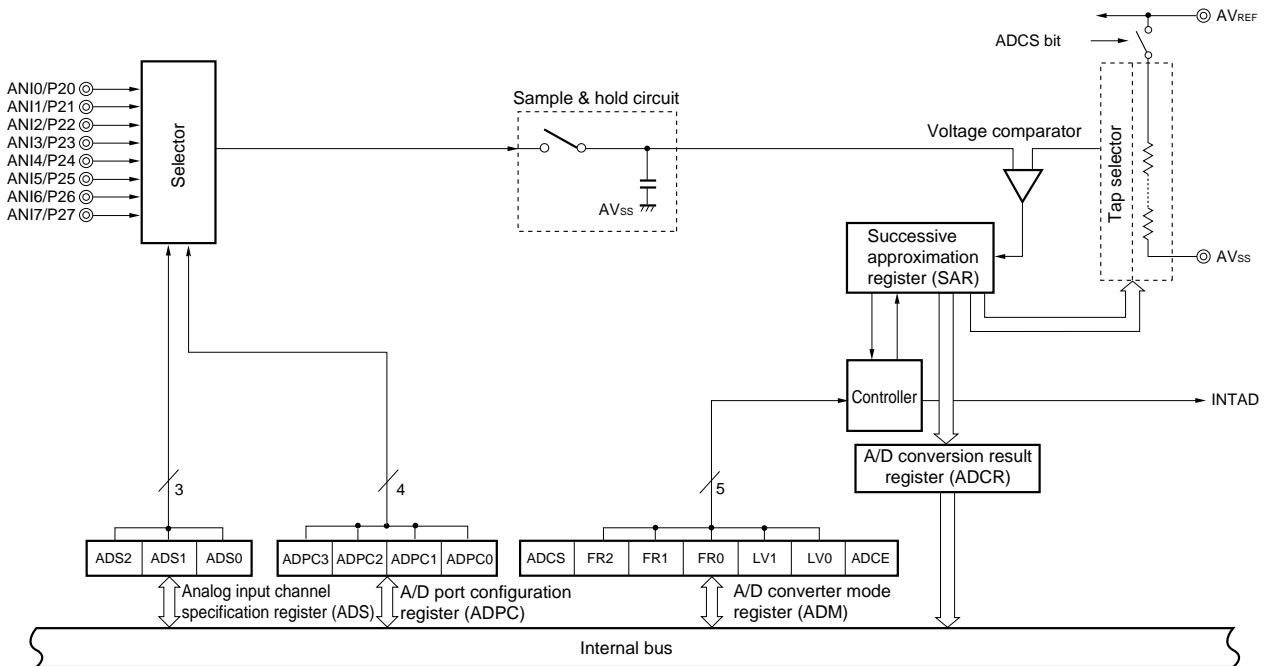 AVREF
ADCS bit
ANI0/P20
ANI1/P21
ANI2/P22
ANI3/P23
ANI4/P24
ANI5/P25
ANI6/P26
ANI7/P27
Selector
Sample & hold circuit
AVSS
Voltage comparator
Tap selector
AVSS
Successive
approximation
register (SAR)
Controller
INTAD
A/D conversion result
register (ADCR)
3
4
5
ADS2 ADS1 ADS0
ADPC3 ADPC2 ADPC1 ADPC0
ADCS FR2 FR1 FR0 LV1 LV0 ADCE
Analog input channel
specification register (ADS)
A/D port configuration
register (ADPC)
A/D converter mode
register (ADM)
Internal bus